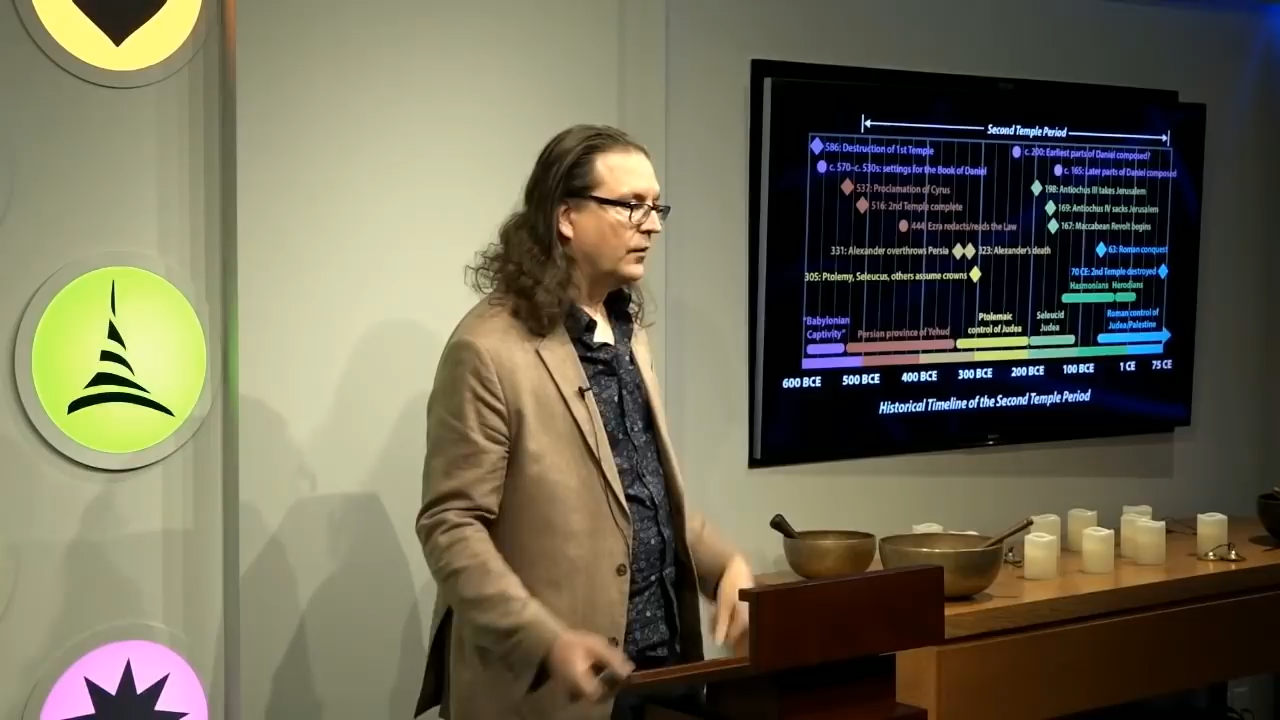 Second Temple Period
586: Destruction of 1st Temple
c. 200: Earliest parts of Daniel composed?
c. 570–c. 530s: settings for the Book of Daniel
c. 165: Later parts of Daniel composed
537: Proclamation of Cyrus
198: Antiochus III takes Jerusalem
516: 2nd Temple complete
169: Antiochus IV sacks Jerusalem
444: Ezra redacts/reads the Law
167: Maccabean Revolt begins
331: Alexander overthrows Persia
323: Alexander's death
63: Roman conquest
305: Ptolemy, Seleucus, others assume crowns
70 CE: 2nd Temple destroyed
Hasmonians
Herodians
"Babylonian
Captivity"
Persian province of Yehud
Ptolemaic
control of Judea
Seleucid
Judea
Roman control of
Judea/Palestine
600 BCE
500 BCE
400 BCE
300 BCE
200 BCE
100 BCE
1 CE
75 CE
Historical Timeline of the Second Temple Period